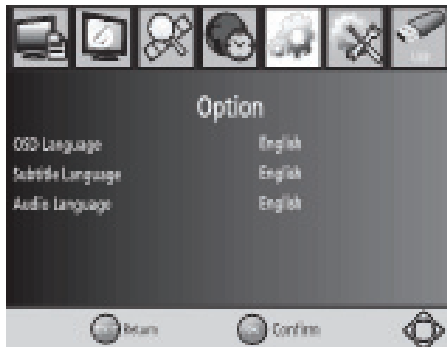 Option
OSD Language English
Subtitle Language English
Audio Language English
Return Confirm